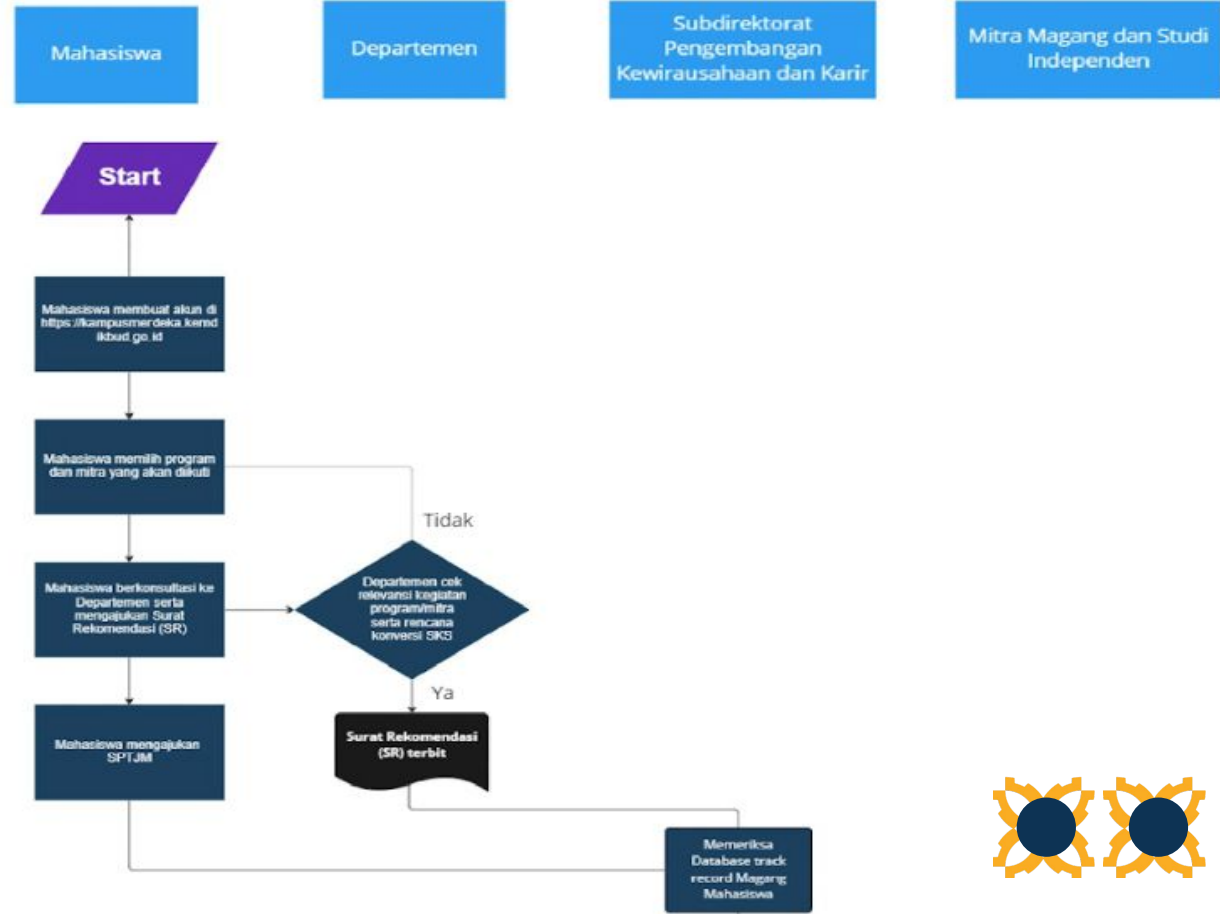 Mahasiswa
Departemen
Subdirektorat
Pengembangan
Kewirausahaan dan Karir
Mitra Magang dan Studi
Independen
Start
Mahasiswa membuat akun di
https://kampusmerdeka.kemd
ikbud.go.id
Mahasiswa memilih program
dan mitra yang akan diikuti
Tidak
Mahasiswa berkonsultasi ke
Departemen serta
mengajukan Surat
Rekomendasi (SR)
Departemen cek
relevansi kegiatan
program/mitra
serta rencana
konversi SKS
Ya
Mahasiswa mengajukan
SPTJM
Surat Rekomendasi
(SR) terbit
Memeriksa
Database track
record Magang
Mahasiswa